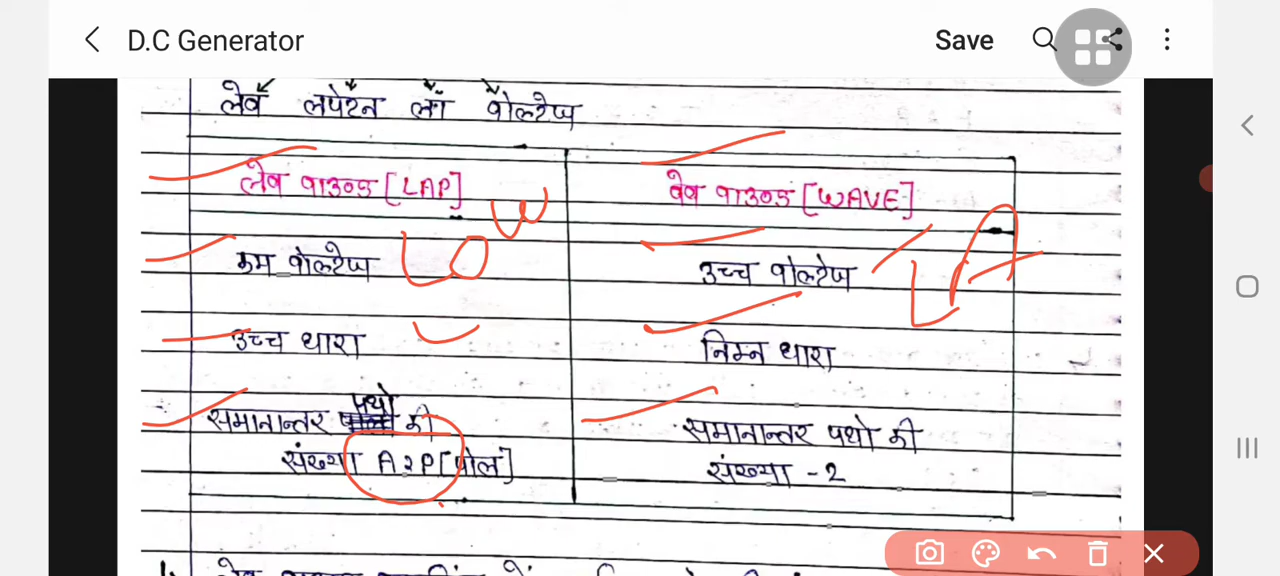 D.C Generator
Save
लेव लपेटन लॉ वोल्टेज
लेव वाउण्ड [LAP]
वेव वाउण्ड [WAVE]
कम वोल्टेज
LOW
उच्च वोल्टेज
उच्च धारा
निम्न धारा
समानान्तर पथो की
समानान्तर पथो की
संख्या A=P [पोल]
संख्या - 2